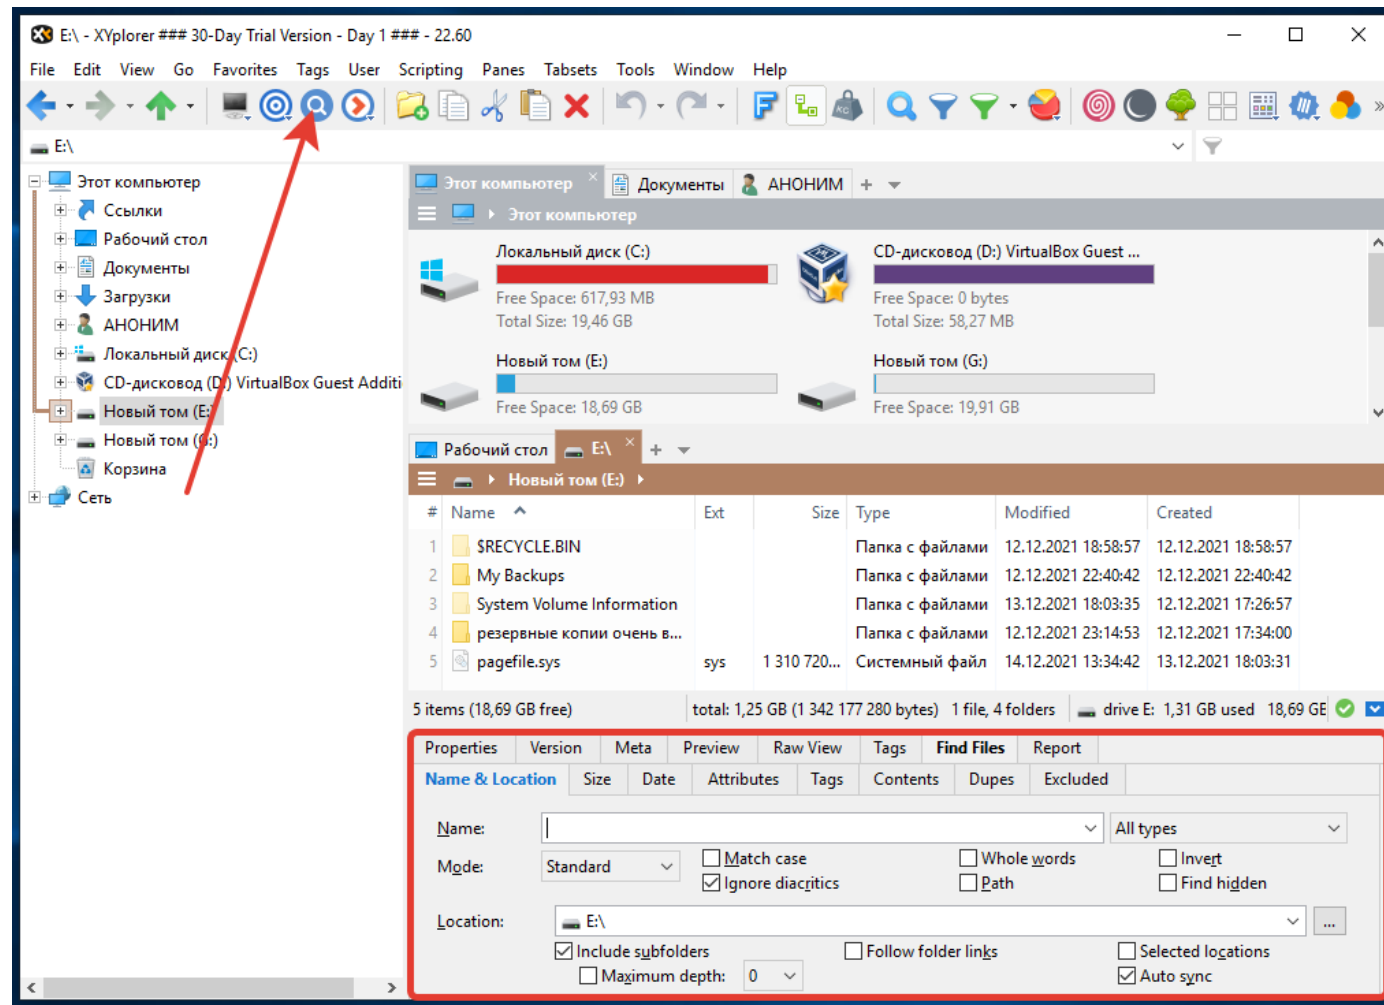 E:\ - XYplorer ### 30-Day Trial Version - Day 1 ### - 22.60
File Edit View Go Favorites Tags User Scripting Panes Tabsets Tools Window Help
E:\
Этот компьютер
Ссылки
Рабочий стол
Документы
Загрузки
АНОНИМ
Локальный диск (C:)
CD-дисковод (D:) VirtualBox Guest Additi
Новый том (E:)
Новый том (G:)
Корзина
Сеть
Этот компьютер Документы АНОНИМ
Этот компьютер
Локальный диск (C:)
Free Space: 617,93 MB
Total Size: 19,46 GB
CD-дисковод (D:) VirtualBox Guest ...
Free Space: 0 bytes
Total Size: 58,27 MB
Новый том (E:)
Free Space: 18,69 GB
Новый том (G:)
Free Space: 19,91 GB
Рабочий стол E:\
Новый том (E:)
# Name Ext Size Type Modified Created
1 $RECYCLE.BIN Папка с файлами 12.12.2021 18:58:57 12.12.2021 18:58:57
2 My Backups Папка с файлами 12.12.2021 22:40:42 12.12.2021 22:40:42
3 System Volume Information Папка с файлами 13.12.2021 18:03:35 12.12.2021 17:26:57
4 резервные копии очень в... Папка с файлами 12.12.2021 23:14:53 12.12.2021 17:34:00
5 pagefile.sys sys 1 310 720... Системный файл 14.12.2021 13:34:42 13.12.2021 18:03:31
5 items (18,69 GB free) total: 1,25 GB (1 342 177 280 bytes) 1 file, 4 folders drive E: 1,31 GB used 18,69 GE
Properties Version Meta Preview Raw View Tags Find Files Report
Name & Location Size Date Attributes Tags Contents Dupes Excluded
Name: All types
Mode: Standard Match case Whole words Invert
Ignore diacritics Path Find hidden
Location: E:\ ...
Include subfolders Follow folder links Selected locations
Maximum depth: 0 Auto sync